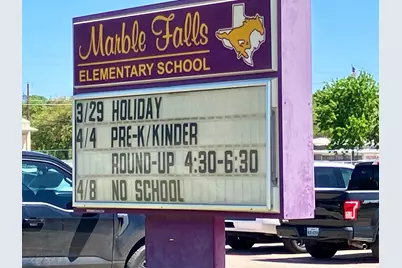 Marble Falls
ELEMENTARY SCHOOL
3/29 HOLIDAY
4/4 PRE-K/KINDER
ROUND-UP 4:30-6:30
4/8 NO SCHOOL